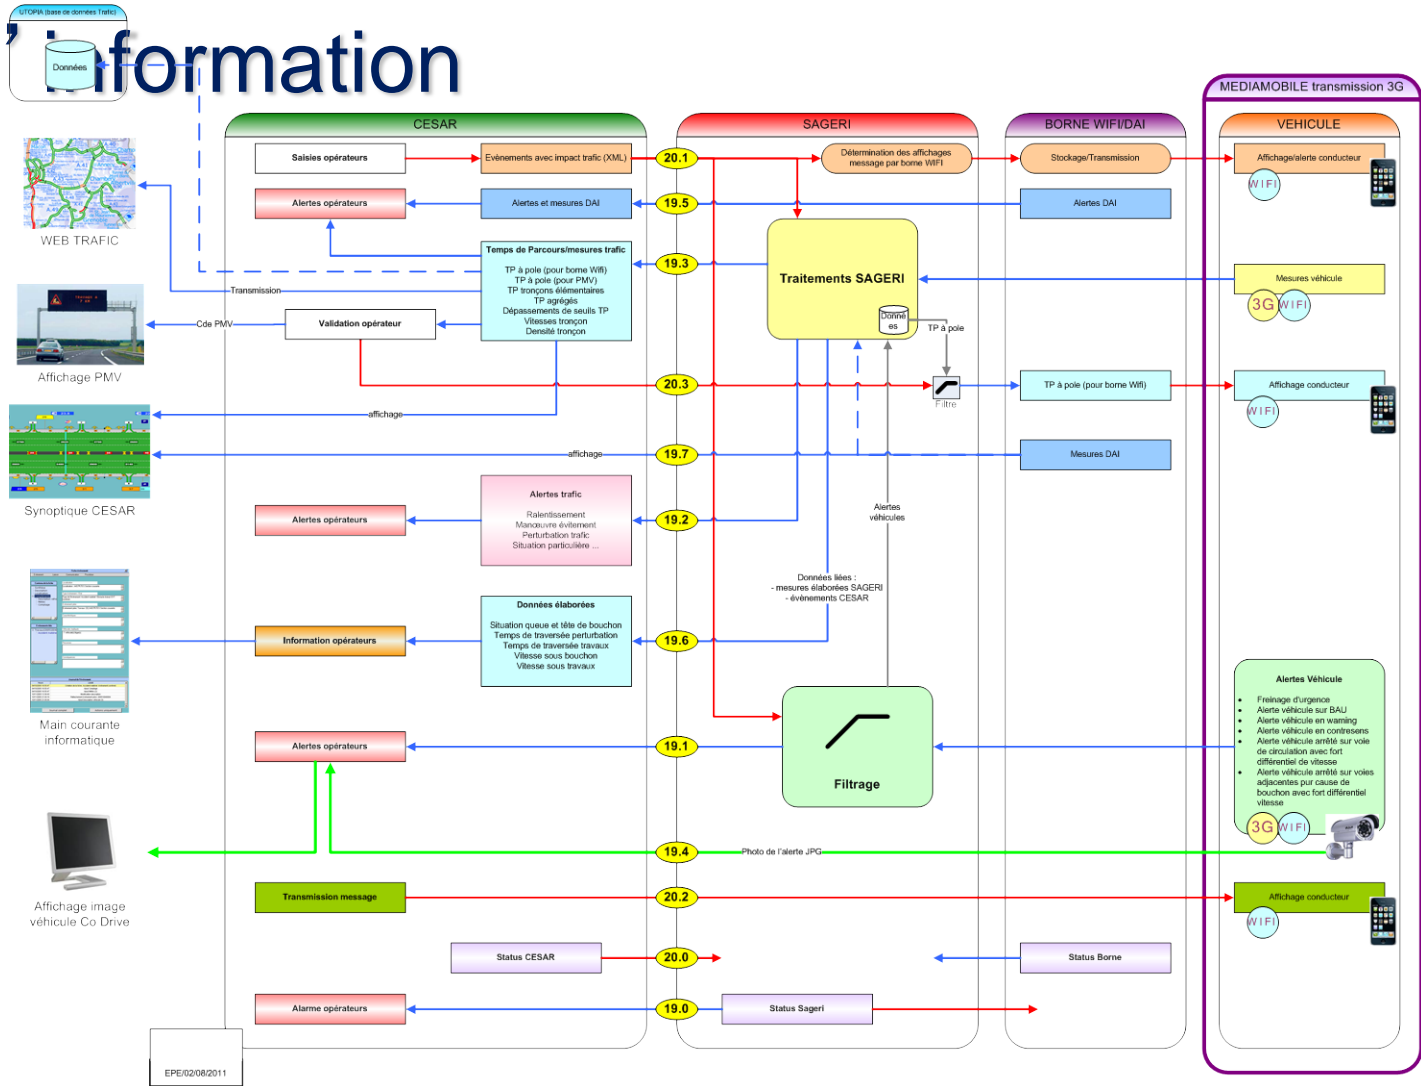 UTOPIA (base de données Trafic)
’ information
Données
MEDIAMOBILE transmission 3G
CESAR
SAGERI
BORNE WIFI/DAI
VEHICULE
Saisies opérateurs
Evènements avec impact trafic (XML)
20.1
Détermination des affichages
message par borne WIFI
Stockage/Transmission
Affichage/alerte conducteur
WIFI
Alertes opérateurs
Alertes et mesures DAI
19.5
Alertes DAI
WEB TRAFIC
Temps de Parcours/mesures trafic
TP à pole (pour borne Wifi)
TP à pole (pour PMV)
TP tronçons élémentaires
TP agrégés
Dépassements de seuils TP
Vitesses tronçon
Densité tronçon
19.3
Traitements SAGERI
Donné
es
Mesures véhicule
3G
WIFI
Transmission
Cde PMV
Validation opérateur
TP à pole
Affichage PMV
20.3
Filtre
TP à pole (pour borne Wifi)
Affichage conducteur
WIFI
affichage
affichage
19.7
Mesures DAI
Synoptique CESAR
Alertes opérateurs
Alertes trafic
Ralentissement
Manœuvre évitement
Perturbation trafic
Situation particulière ...
19.2
Alertes
véhicules
Données liées :
- mesures élaborées SAGERI
- évènements CESAR
Information opérateurs
Données élaborées
Situation queue et tête de bouchon
Temps de traversée perturbation
Temps de traversée travaux
Vitesse sous bouchon
Vitesse sous travaux
19.6
Main courante
informatique
Alertes opérateurs
19.1
Filtrage
Alertes Véhicule
• Freinage d'urgence
• Alerte véhicule sur BAU
• Alerte véhicule en warning
• Alerte véhicule en contresens
• Alerte véhicule arrêté sur voie
de circulation avec fort
différentiel de vitesse
• Alerte véhicule arrêté sur voies
adjacentes pur cause de
bouchon avec fort différentiel
vitesse
3G
WIFI
19.4
Photo de l'alerte JPG
Affichage image
véhicule Co Drive
Transmission message
20.2
Affichage conducteur
WIFI
Status CESAR
20.0
Status Borne
Alarme opérateurs
19.0
Status Sageri
EPE/02/08/2011